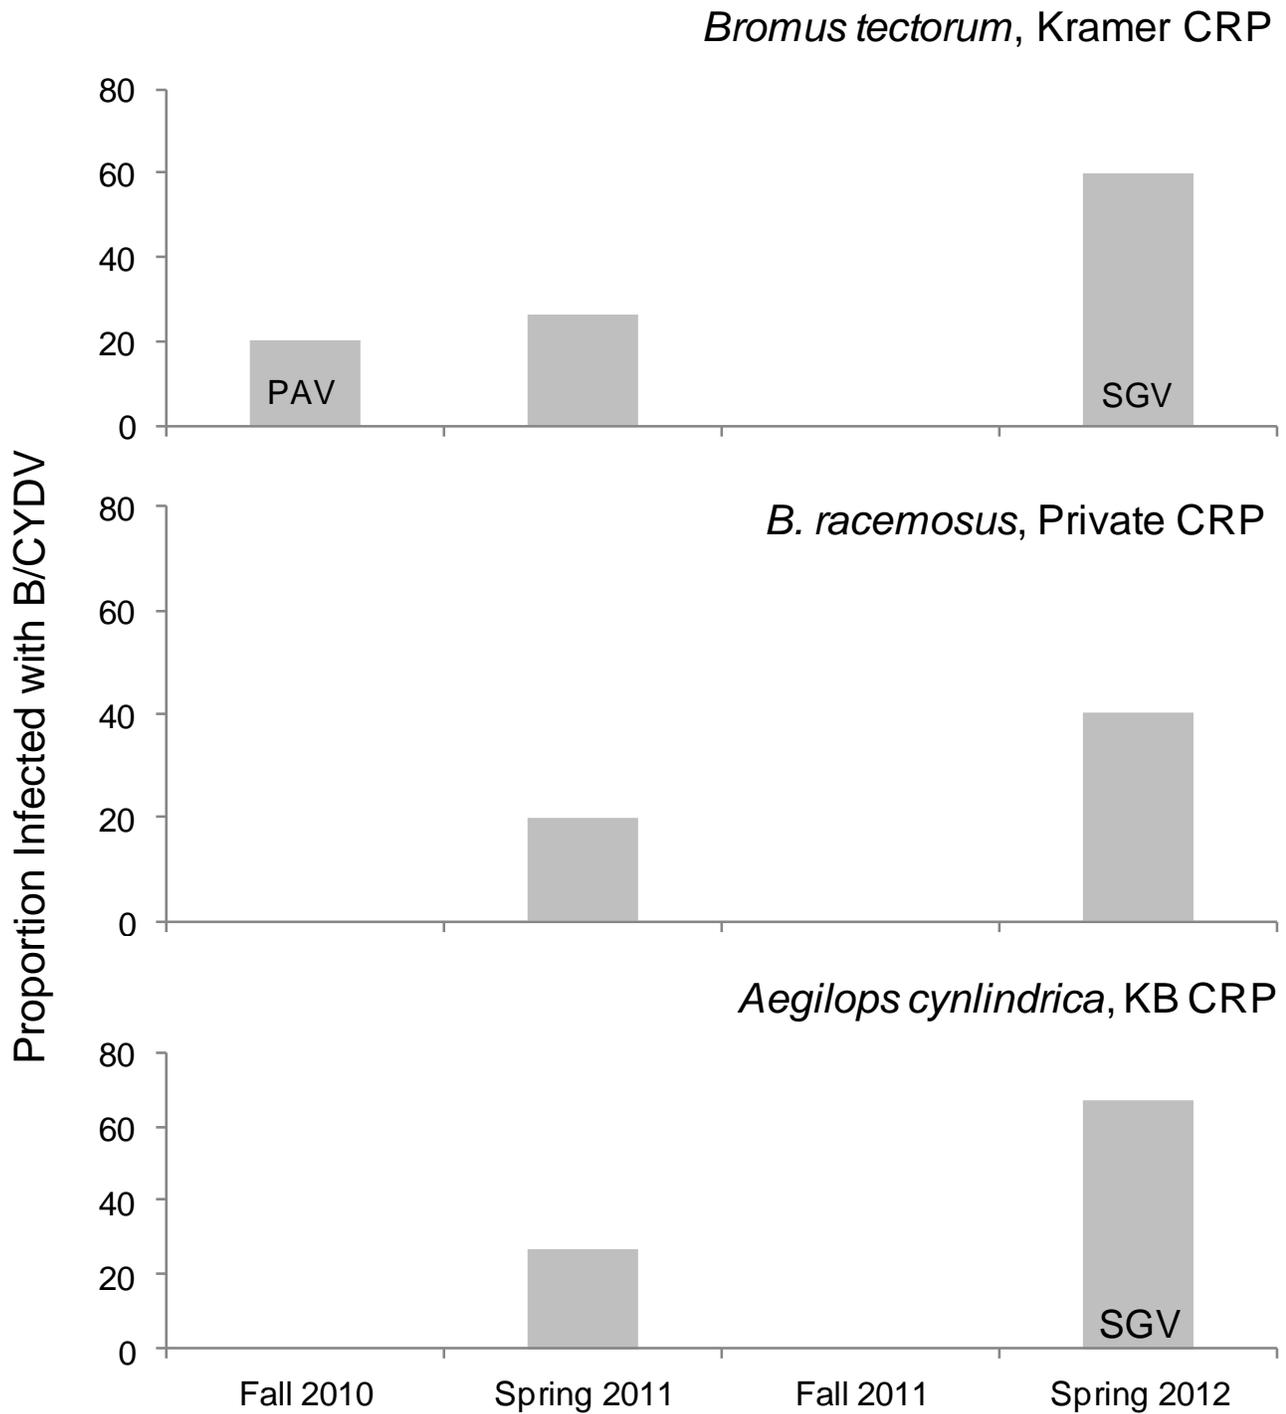 Bromus tectorum, Kramer CRP
80
60
40
20
0
PAV
SGV
Proportion Infected with B/CYDV
B. racemosus, Private CRP
80
60
40
20
0
Aegilops cynlindrica, KB CRP
80
60
40
20
0
SGV
Fall 2010 Spring 2011 Fall 2011 Spring 2012